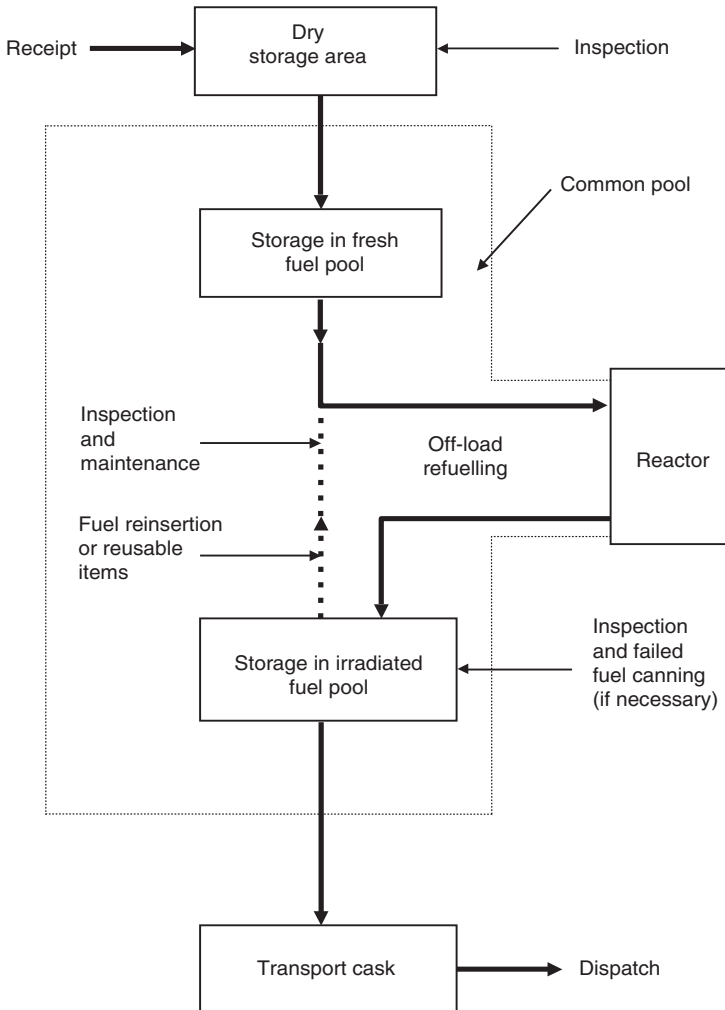 Receipt
Dry
storage area
Inspection
Common pool
Storage in fresh
fuel pool
Inspection
and
maintenance
Off-load
refuelling
Reactor
Fuel reinsertion
or reusable
items
Storage in irradiated
fuel pool
Inspection
and failed
fuel canning
(if necessary)
Transport cask
Dispatch